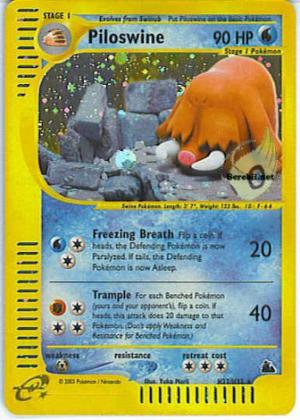 STAGE 1
Evolves from Swinub Put Piloswine on the Basic Pokémon
Piloswine 90 HP
Stage 1 Pokémon
Serebii.net
Swine Pokémon. Length: 3' 7", Weight: 123 lbs.
Freezing Breath Flip a coin. If
heads, the Defending Pokémon is now
Paralyzed. If tails, the Defending
Pokémon is now Asleep.
20
Trample For each Benched Pokémon
(yours and your opponent's), flip a coin. If
heads, this attack does 20 damage to that
Pokémon. (Don't apply Weakness and
Resistance for Benched Pokémon.)
40
weakness resistance retreat cost
© 2003 Pokémon / Nintendo
Illus. Yuka Morii